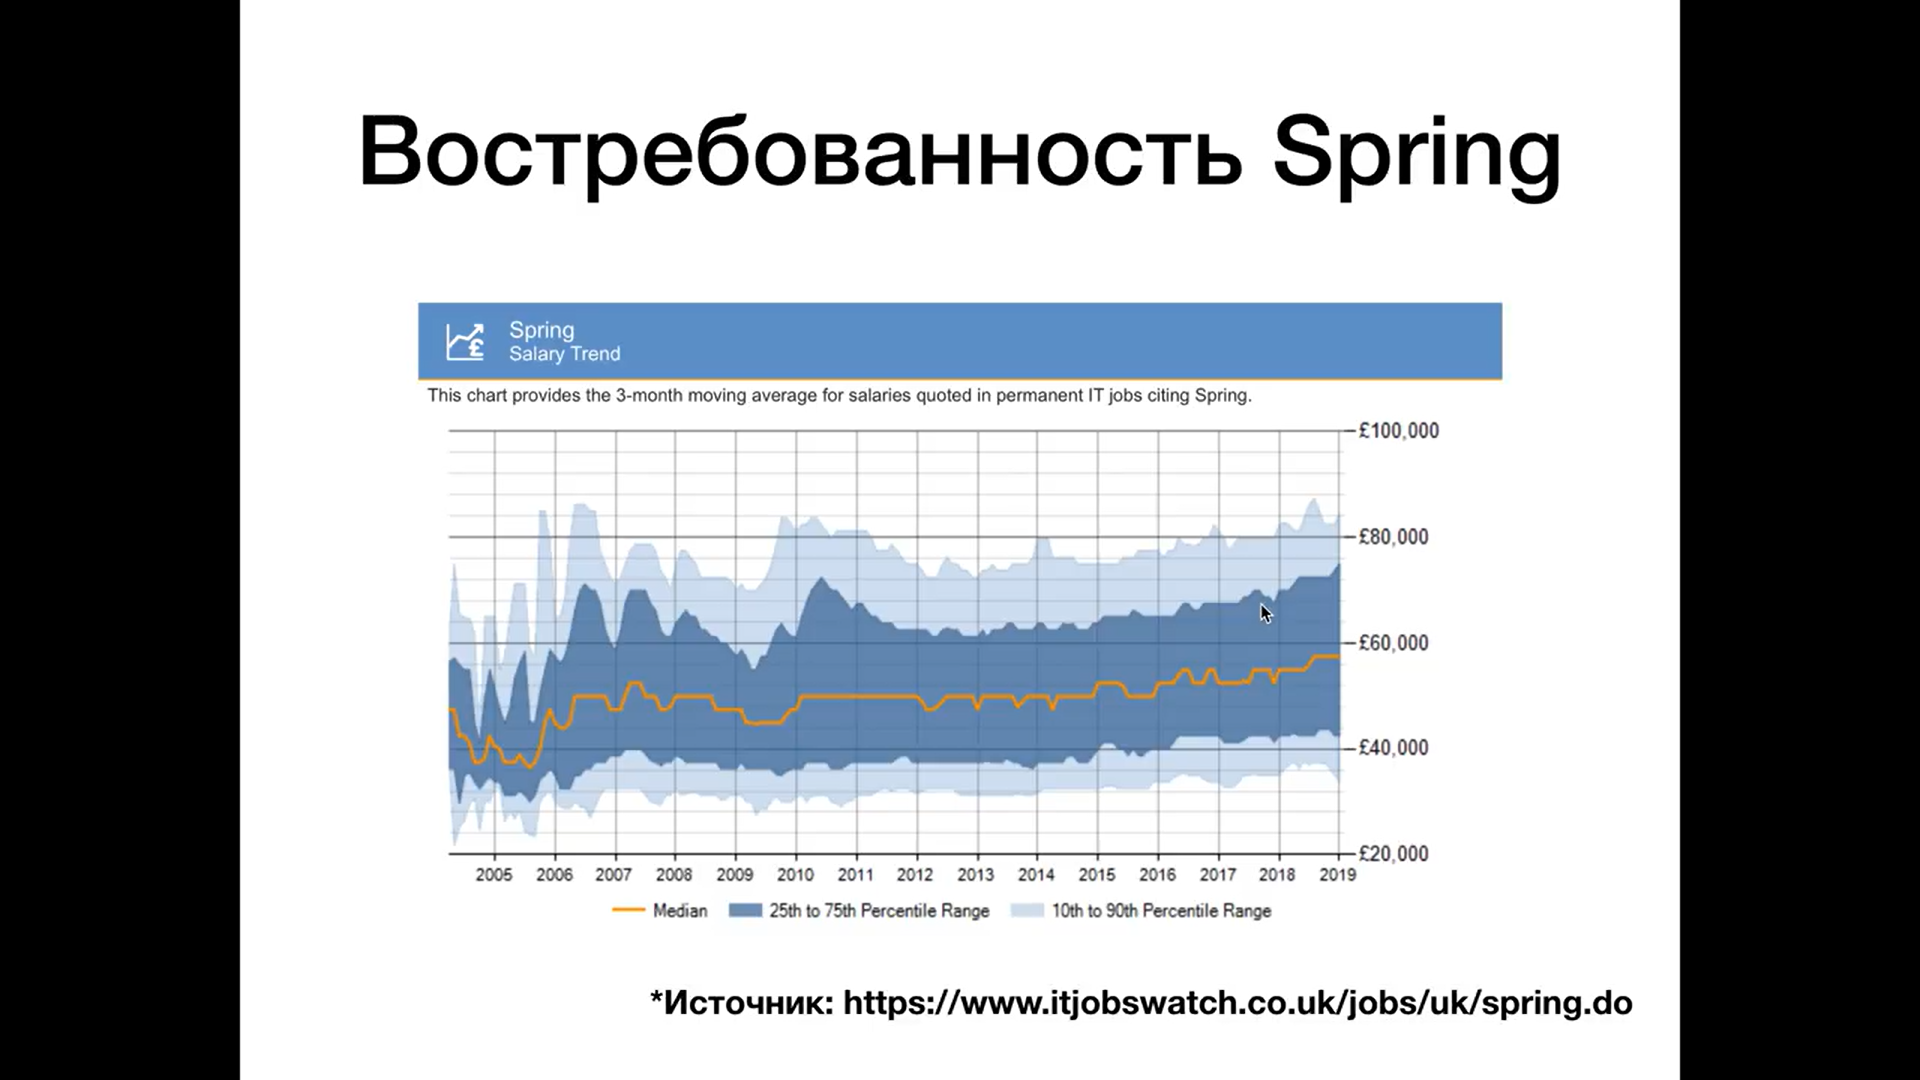 Востребованность Spring
Spring
Salary Trend
This chart provides the 3-month moving average for salaries quoted in permanent IT jobs citing Spring.
£100,000
£80,000
£60,000
£40,000
£20,000
2005 2006 2007 2008 2009 2010 2011 2012 2013 2014 2015 2016 2017 2018 2019
Median 25th to 75th Percentile Range 10th to 90th Percentile Range
*Источник: https://www.itjobswatch.co.uk/jobs/uk/spring.do